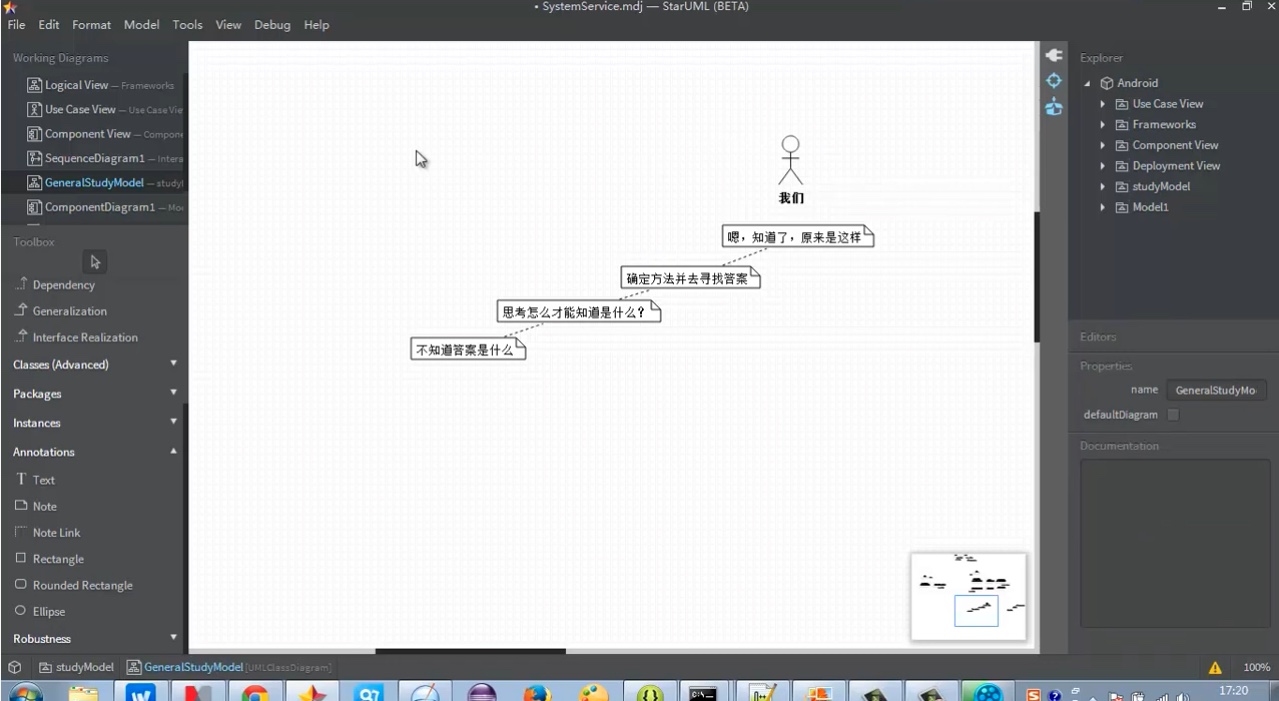 • SystemService.mdj — StarUML (BETA)
File Edit Format Model Tools View Debug Help
Working Diagrams
Logical View — Frameworks
Use Case View — Use Case Vie
Component View — Compone
SequenceDiagram1 — Intera
GeneralStudyModel — studyM
ComponentDiagram1 — Mo
Toolbox
Dependency
Generalization
Interface Realization
Classes (Advanced)
Packages
Instances
Annotations
Text
Note
Note Link
Rectangle
Rounded Rectangle
Ellipse
Robustness
我们
嗯，知道了，原来是这样
确定方法并去寻找答案
思考怎么才能知道是什么？
不知道答案是什么
Explorer
Android
Use Case View
Frameworks
Component View
Deployment View
studyModel
Model1
Editors
Properties
name GeneralStudyMo
defaultDiagram
Documentation
studyModel GeneralStudyModel [UMLClassDiagram]
100%
17:20